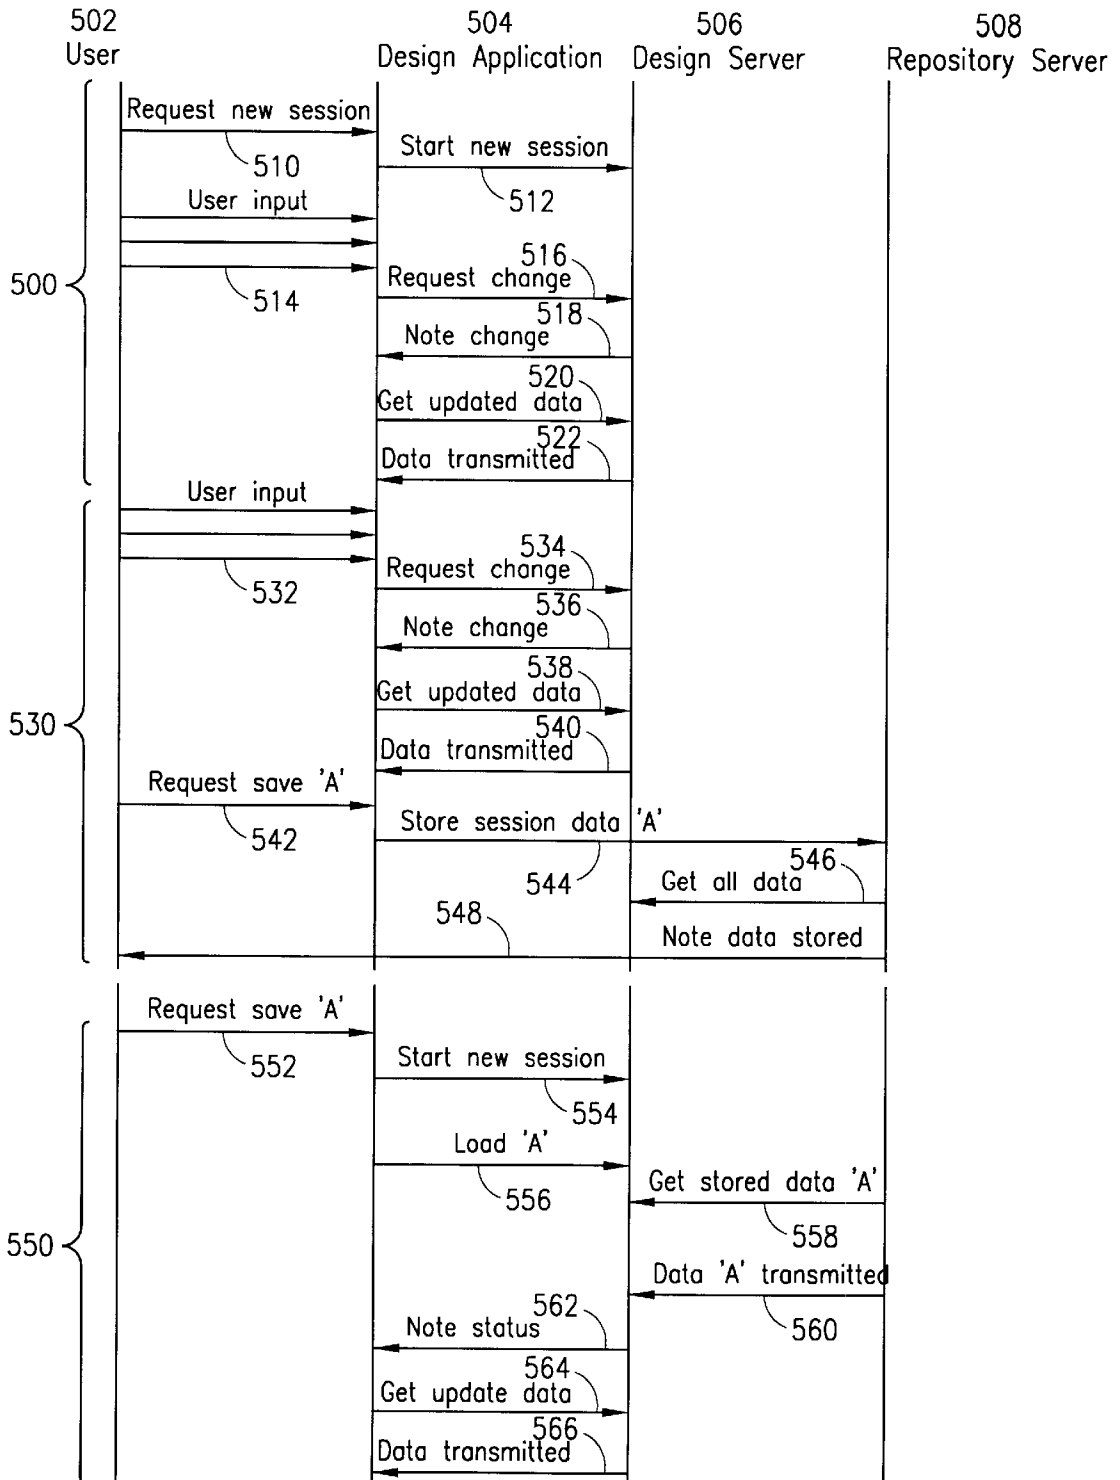 502
User
504
Design Application
506
Design Server
508
Repository Server
Request new session
510
Start new session
512
User input
514
500
516
Request change
518
Note change
520
Get updated data
522
Data transmitted
User input
532
534
Request change
536
Note change
538
Get updated data
530
540
Data transmitted
Request save 'A'
542
Store session data 'A'
544
546
Get all data
548
Note data stored
Request save 'A'
552
Start new session
554
Load 'A'
556
Get stored data 'A'
558
550
Data 'A' transmitted
560
562
Note status
564
Get update data
566
Data transmitted